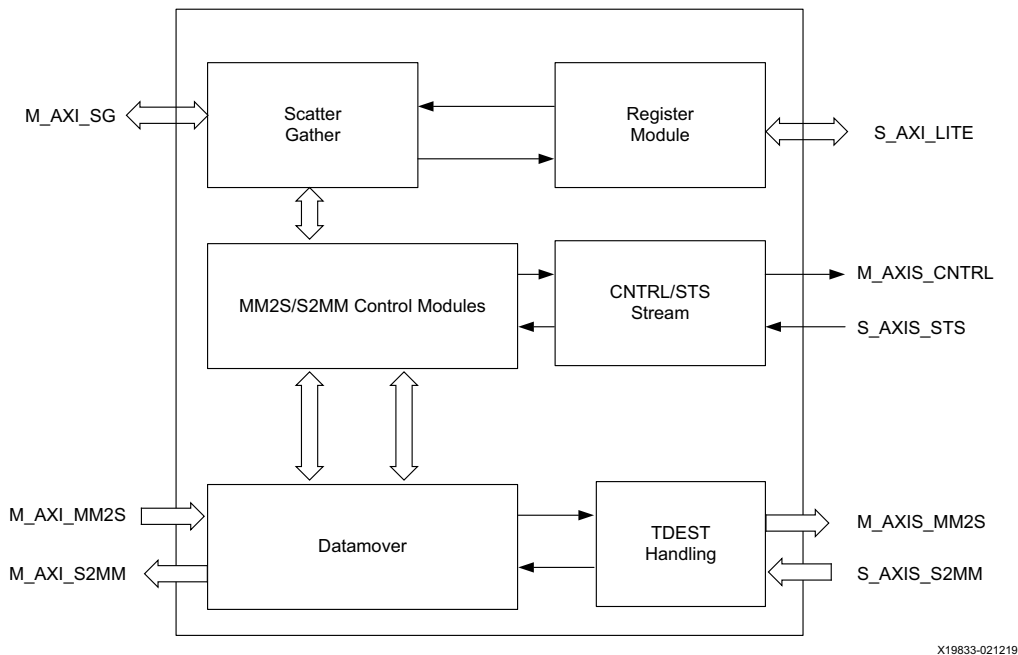 M_AXI_SG
Scatter
Gather
Register
Module
S_AXI_LITE
MM2S/S2MM Control Modules
CNTRL/STS
Stream
M_AXIS_CNTRL
S_AXIS_STS
M_AXI_MM2S
M_AXI_S2MM
Datamover
TDEST
Handling
M_AXIS_MM2S
S_AXIS_S2MM
X19833-021219